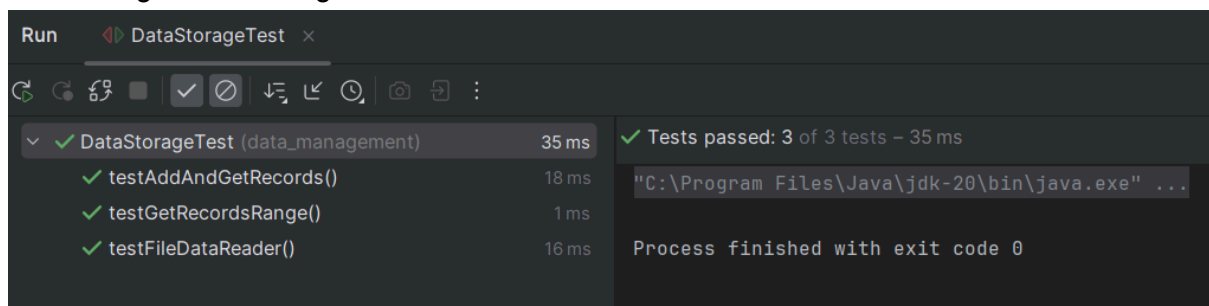 Run DataStorageTest ×
DataStorageTest (data_management) 35 ms
testAddAndGetRecords() 18 ms
testGetRecordsRange() 1 ms
testFileDataReader() 16 ms
Tests passed: 3 of 3 tests – 35 ms
"C:\Program Files\Java\jdk-20\bin\java.exe" ...
Process finished with exit code 0